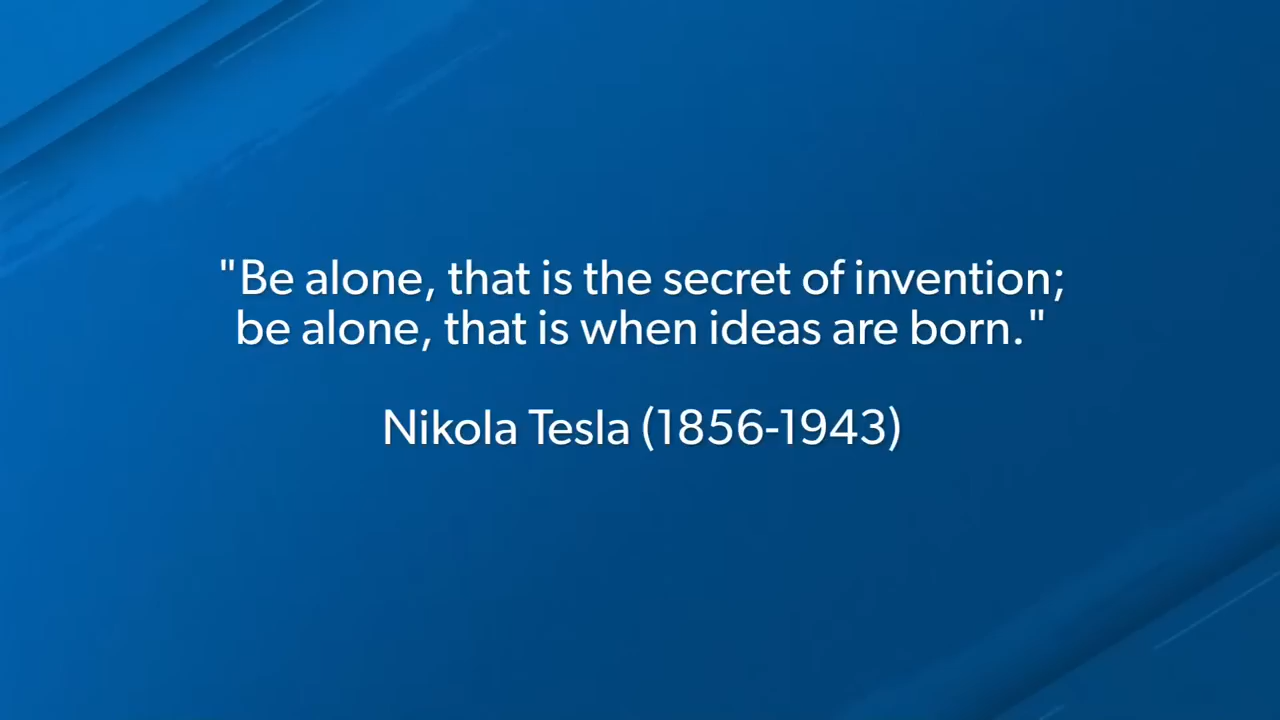 "Be alone, that is the secret of invention;
be alone, that is when ideas are born."
Nikola Tesla (1856-1943)